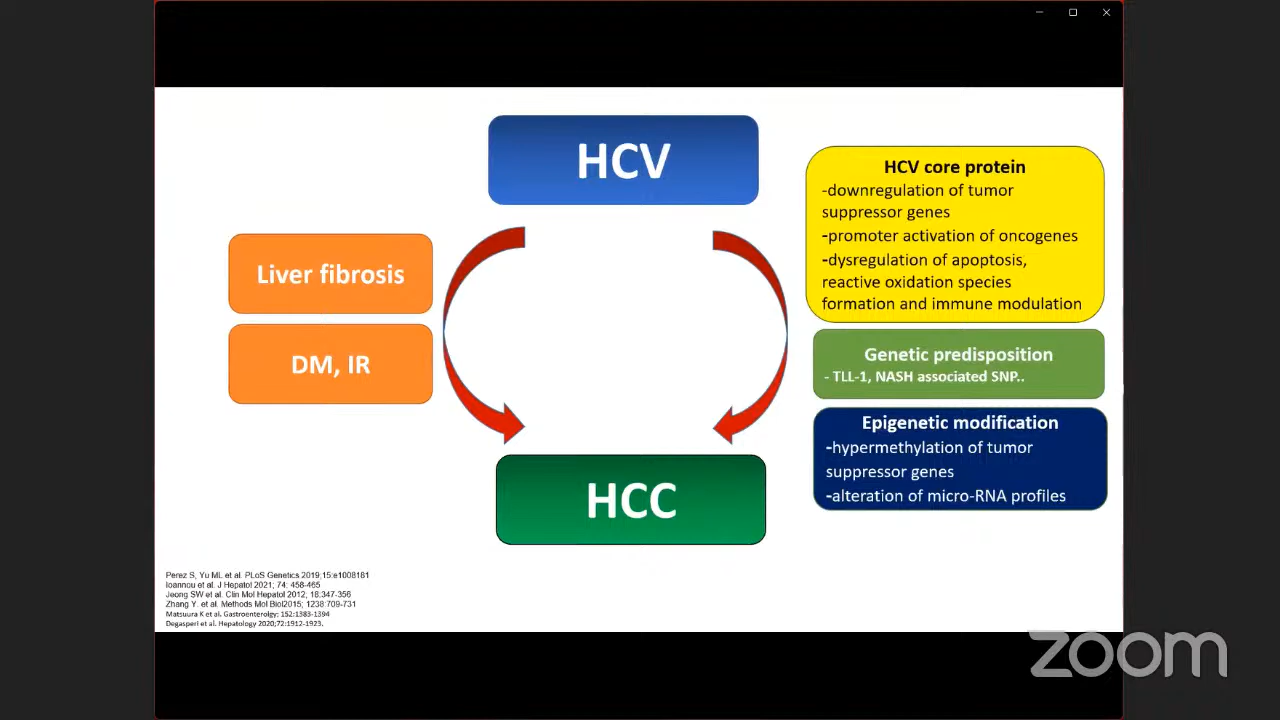 HCV
HCV core protein
-downregulation of tumor
suppressor genes
-promoter activation of oncogenes
-dysregulation of apoptosis,
reactive oxidation species
formation and immune modulation
Liver fibrosis
DM, IR
Genetic predisposition
- TLL-1, NASH associated SNP..
Epigenetic modification
-hypermethylation of tumor
suppressor genes
-alteration of micro-RNA profiles
HCC
Perez S, Yu ML et al. PLoS Genetics 2019;15:e1008181
Ioannou et al. J Hepatol 2021; 74: 458-465
Jeong SW et al. Clin Mol Hepatol 2012, 18:347-356
Zhang Y. et al. Methods Mol Biol2015; 1238:709-731
Matsuura K et al. Gastroenterolgy; 152:1383-1394
Degasperi et al. Hepatology 2020;72:1912-1923.
zoom